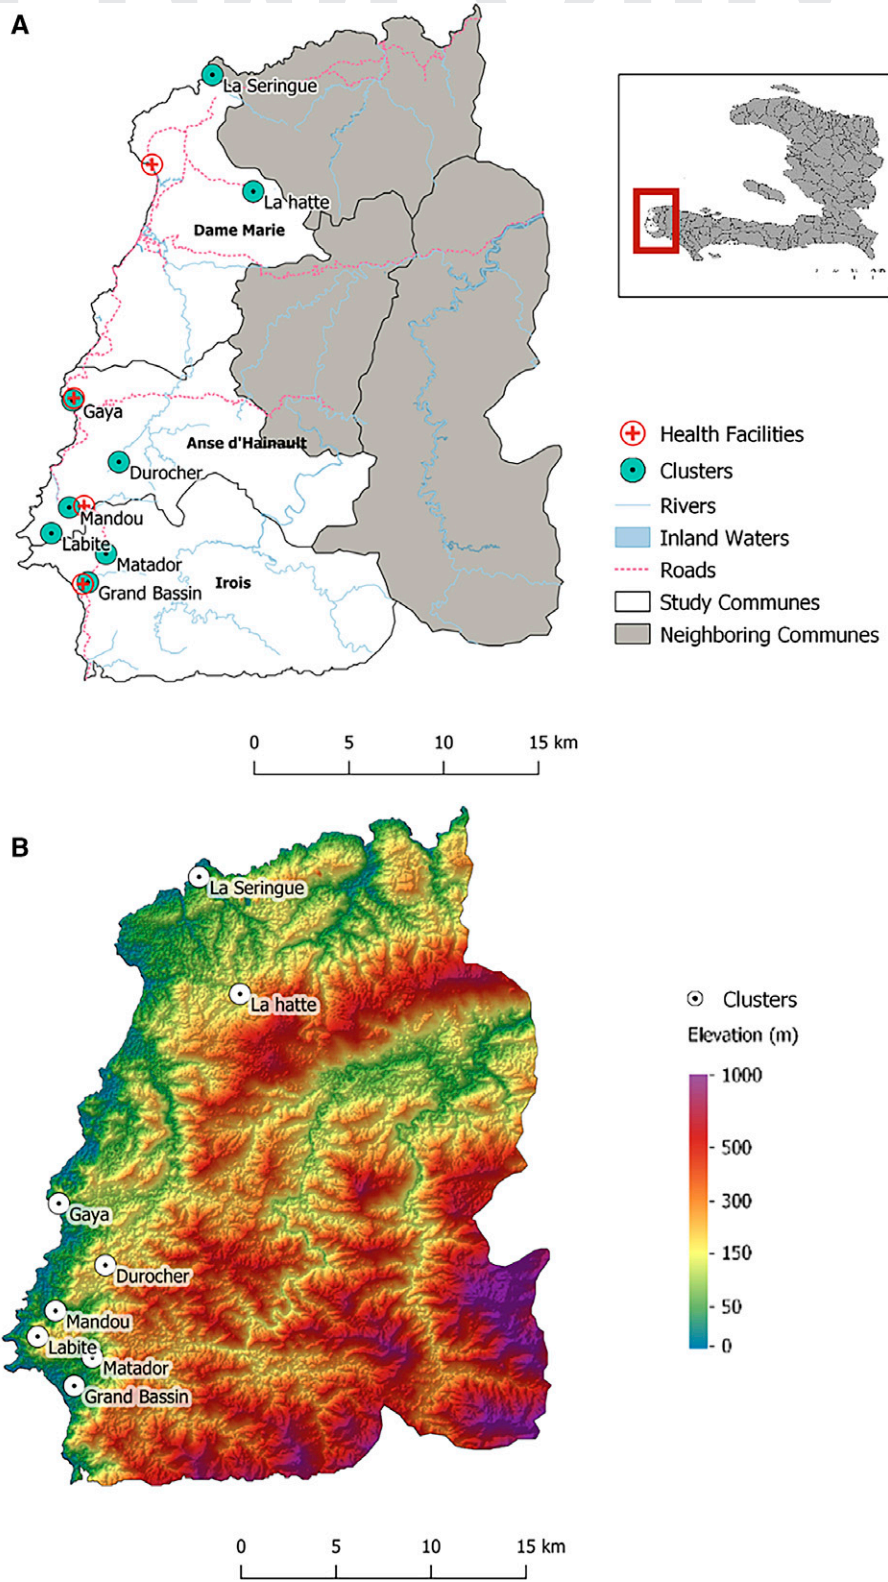 A
La Seringue
La hatte
Dame Marie
Gaya
Anse d'Hainault
Durocher
Mandou
Labite
Matador
Irois
Grand Bassin
Health Facilities
Clusters
Rivers
Inland Waters
Roads
Study Communes
Neighboring Communes
0 5 10 15 km
B
La Seringue
La hatte
Gaya
Durocher
Mandou
Labite
Matador
Grand Bassin
Clusters
Elevation (m)
1000
500
300
150
50
0
0 5 10 15 km